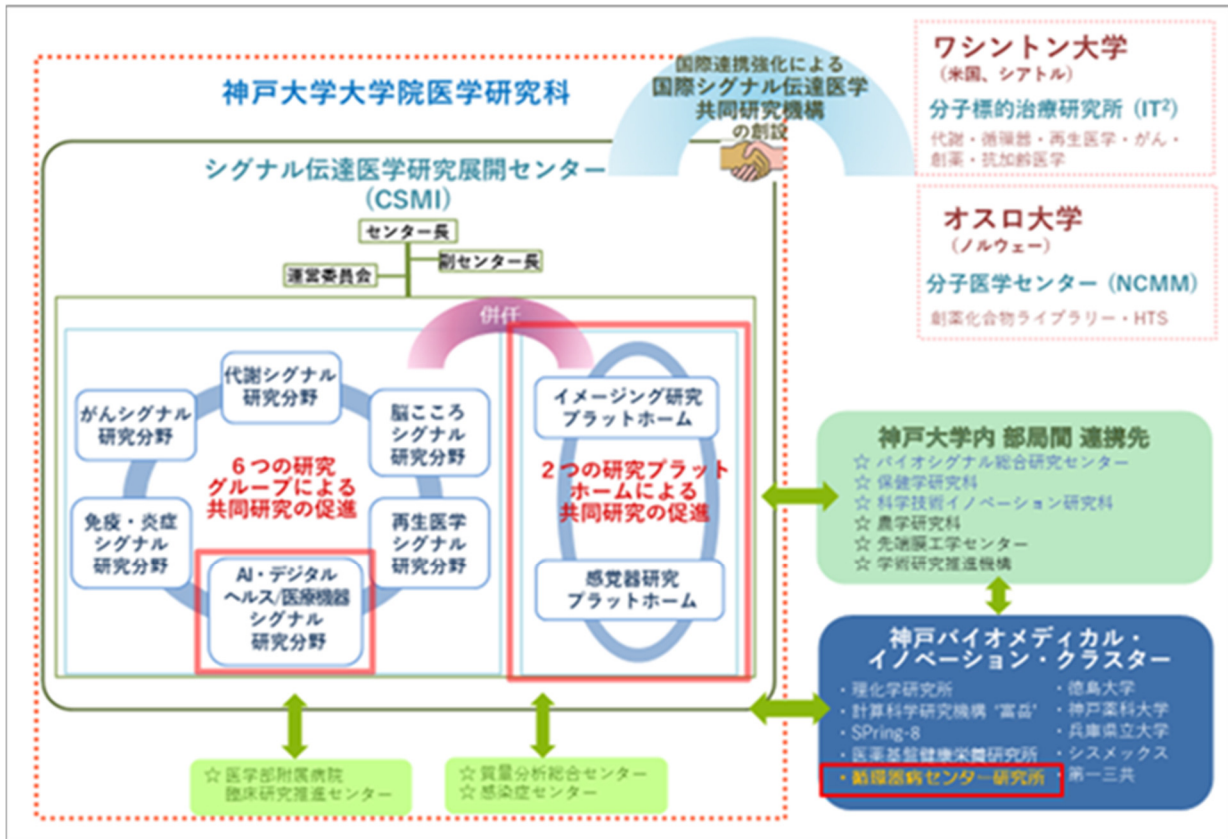 神戸大学大学院医学研究科
国際連携強化による
国際シグナル伝達医学
共同研究機構
の創設
ワシントン大学
(米国、シアトル)
分子標的治療研究所 (IT²)
代謝・循環器・再生医学・がん・
創薬・抗加齢医学
オスロ大学
(ノルウェー)
分子医学センター (NCMM)
創薬化合物ライブラリー・HTS
シグナル伝達医学研究展開センター
(CSMI)
センター長
副センター長
運営委員会
併任
代謝シグナル
研究分野
がんシグナル
研究分野
脳こころ
シグナル
研究分野
6つの研究
グループによる
共同研究の促進
免疫・炎症
シグナル
研究分野
再生医学
シグナル
研究分野
AI・デジタル
ヘルス/医療機器
シグナル
研究分野
イメージング研究
プラットホーム
2つの研究プラット
ホームによる
共同研究の促進
感覚器研究
プラットホーム
神戸大学内 部局間 連携先
☆ バイオシグナル総合研究センター
☆ 保健学研究科
☆ 科学技術イノベーション研究科
☆ 農学研究科
☆ 先端膜工学センター
☆ 学術研究推進機構
神戸バイオメディカル・
イノベーション・クラスター
・理化学研究所
・計算科学研究機構 '富岳'
・SPring-8
・医薬基盤健康栄養研究所
・循環器病センター研究所
・徳島大学
・神戸薬科大学
・兵庫県立大学
・シスメックス
・第一三共
☆ 医学部附属病院
臨床研究推進センター
☆ 質量分析総合センター
☆ 感染症センター